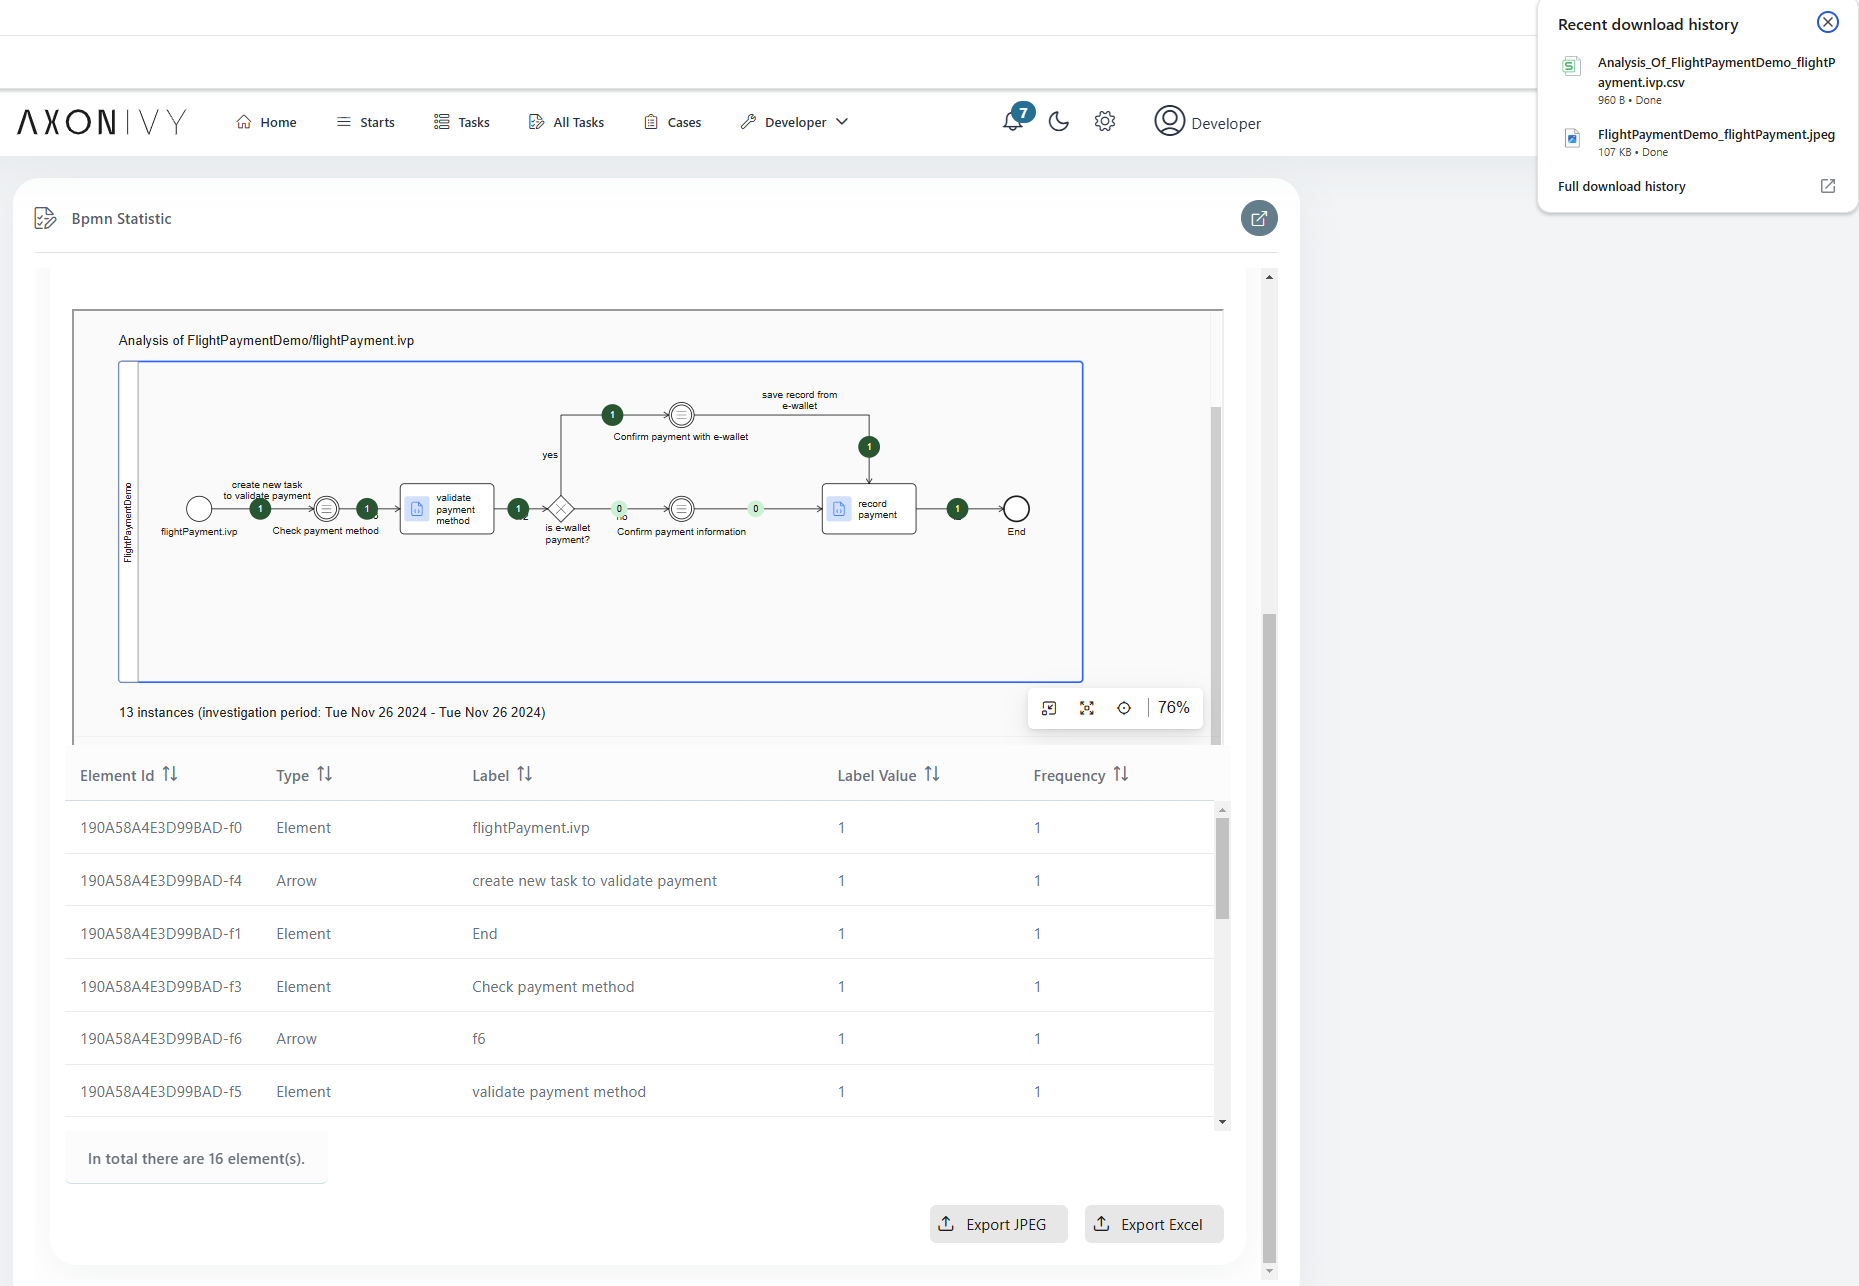 Recent download history
Analysis_Of_FlightPaymentDemo_flightP
ayment.ivp.csv
960 B • Done
FlightPaymentDemo_flightPayment.jpeg
107 KB • Done
Full download history
AXONIVY
Home
Starts
Tasks
All Tasks
Cases
Developer
7
Developer
Bpmn Statistic
Analysis of FlightPaymentDemo/flightPayment.ivp
FlightPaymentDemo
save record from
e-wallet
1
Confirm payment with e-wallet
1
yes
create new task
to validate payment
1
1
validate
payment
method
1
0
0
record
payment
1
flightPayment.ivp
Check payment method
is e-wallet
payment?
Confirm payment information
End
13 instances (investigation period: Tue Nov 26 2024 - Tue Nov 26 2024)
76%
Element Id Type Label Label Value Frequency
190A58A4E3D99BAD-f0 Element flightPayment.ivp 1 1
190A58A4E3D99BAD-f4 Arrow create new task to validate payment 1 1
190A58A4E3D99BAD-f1 Element End 1 1
190A58A4E3D99BAD-f3 Element Check payment method 1 1
190A58A4E3D99BAD-f6 Arrow f6 1 1
190A58A4E3D99BAD-f5 Element validate payment method 1 1
In total there are 16 element(s).
Export JPEG
Export Excel